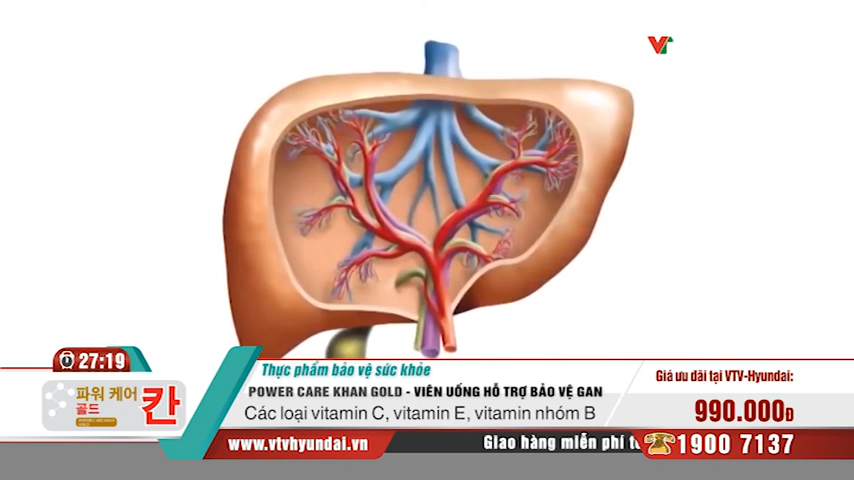 VT
27:19
Thực phẩm bảo vệ sức khỏe
파워 케어
골드
칸
POWER CARE KHAN GOLD - VIÊN UỐNG HỖ TRỢ BẢO VỆ GAN
Các loại vitamin C, vitamin E, vitamin nhóm B
Giá ưu đãi tại VTV-Hyundai:
990.000Đ
www.vtvhyundai.vn
Giao hàng miễn phí t
1900 7137